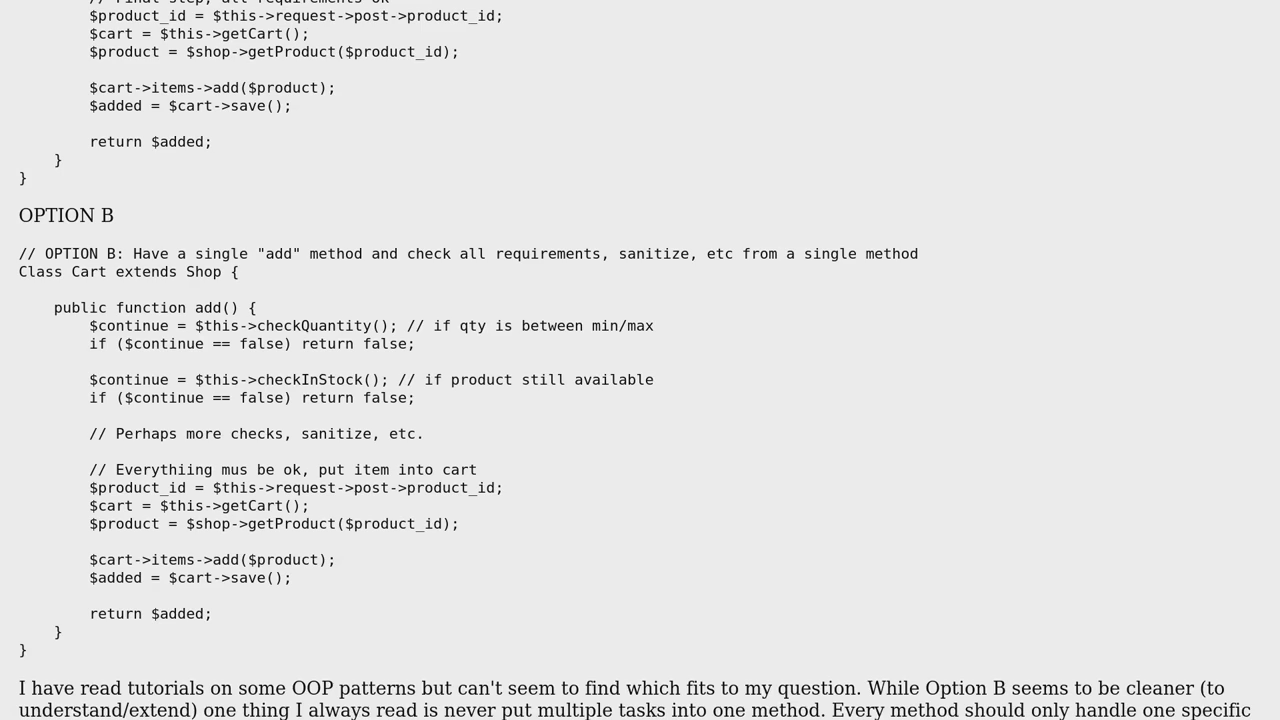 // Final step, all requirements ok
$product_id = $this->request->post->product_id;
$cart = $this->getCart();
$product = $shop->getProduct($product_id);
$cart->items->add($product);
$added = $cart->save();
return $added;
}
}
OPTION B
// OPTION B: Have a single "add" method and check all requirements, sanitize, etc from a single method
Class Cart extends Shop {
public function add() {
$continue = $this->checkQuantity(); // if qty is between min/max
if ($continue == false) return false;
$continue = $this->checkInStock(); // if product still available
if ($continue == false) return false;
// Perhaps more checks, sanitize, etc.
// Everythiing mus be ok, put item into cart
$product_id = $this->request->post->product_id;
$cart = $this->getCart();
$product = $shop->getProduct($product_id);
$cart->items->add($product);
$added = $cart->save();
return $added;
}
}
I have read tutorials on some OOP patterns but can't seem to find which fits to my question. While Option B seems to be cleaner (to
understand/extend) one thing I always read is never put multiple tasks into one method. Every method should only handle one specific